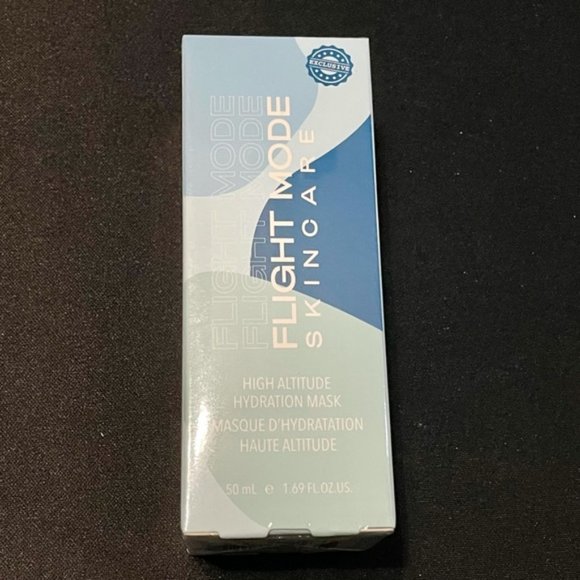 EXCLUSIVE
FLIGHT MODE
FLIGHT MODE
FLIGHT MODE
SKINCARE
HIGH ALTITUDE
HYDRATION MASK
MASQUE D'HYDRATATION
HAUTE ALTITUDE
50 mL ℮ 1.69 FL.OZ.US.